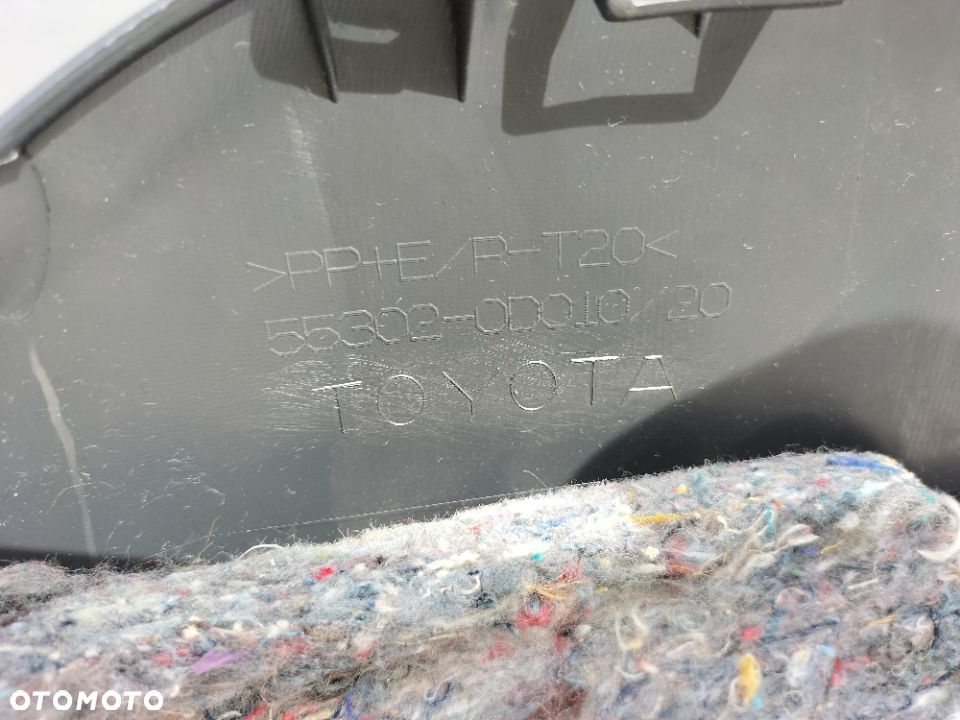 >PP+E/R-T20<
55302-0D010/20
TOYOTA
OTOMOTO